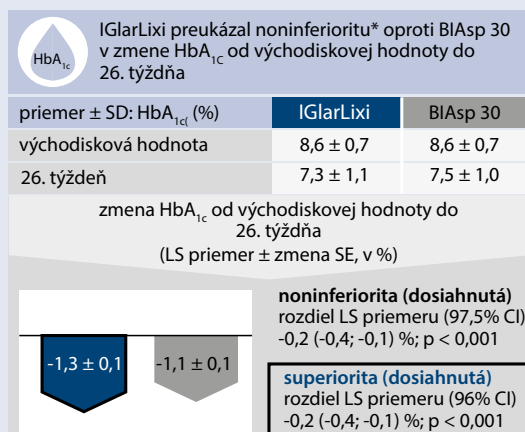 HbA1c
IGlarLixi preukázal noninferioritu* oproti BIAsp 30
v zmene HbA1C od východiskovej hodnoty do
26. týždňa
priemer ± SD: HbA1c( (%) IGlarLixi BIAsp 30
východisková hodnota 8,6 ± 0,7 8,6 ± 0,7
26. týždeň 7,3 ± 1,1 7,5 ± 1,0
zmena HbA1c od východiskovej hodnoty do
26. týždňa
(LS priemer ± zmena SE, v %)
-1,3 ± 0,1 -1,1 ± 0,1
noninferiorita (dosiahnutá)
rozdiel LS priemeru (97,5% CI)
-0,2 (-0,4; -0,1) %; p < 0,001
superiorita (dosiahnutá)
rozdiel LS priemeru (96% CI)
-0,2 (-0,4; -0,1) %; p < 0,001